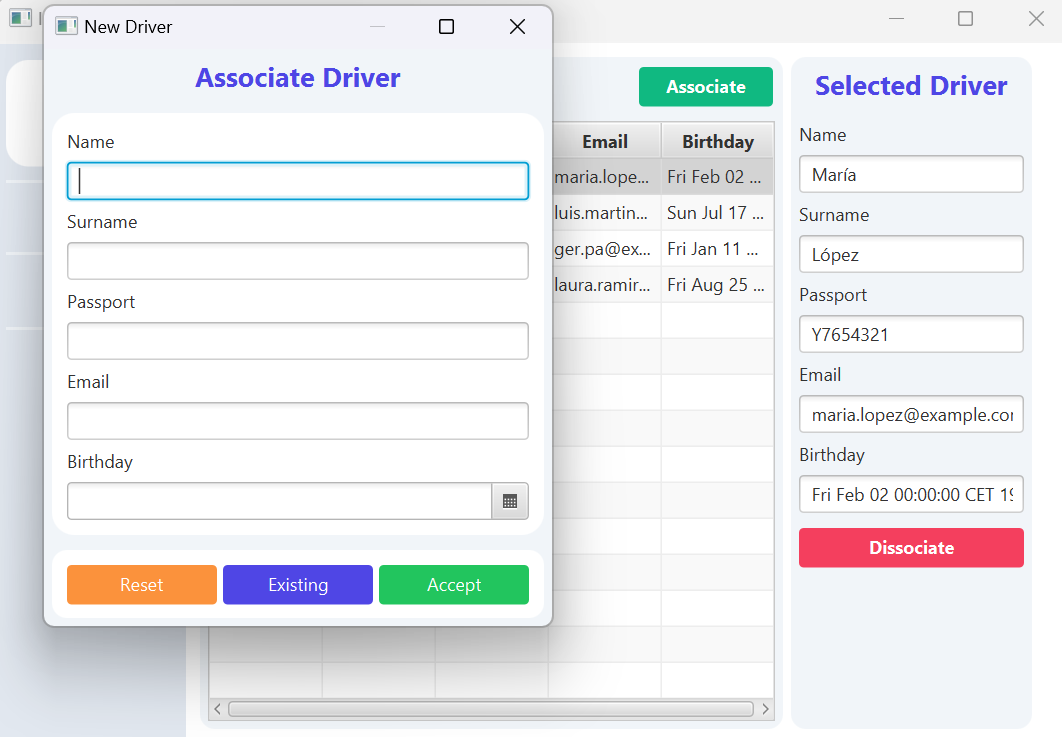 New Driver
Associate Driver
Name
Surname
Passport
Email
Birthday
Reset
Existing
Accept
Associate
Email
Birthday
maria.lope...
Fri Feb 02 ...
luis.martin...
Sun Jul 17 ...
ger.pa@ex...
Fri Jan 11 ...
laura.ramir...
Fri Aug 25 ...
Selected Driver
Name
María
Surname
López
Passport
Y7654321
Email
maria.lopez@example.com
Birthday
Fri Feb 02 00:00:00 CET 19
Dissociate